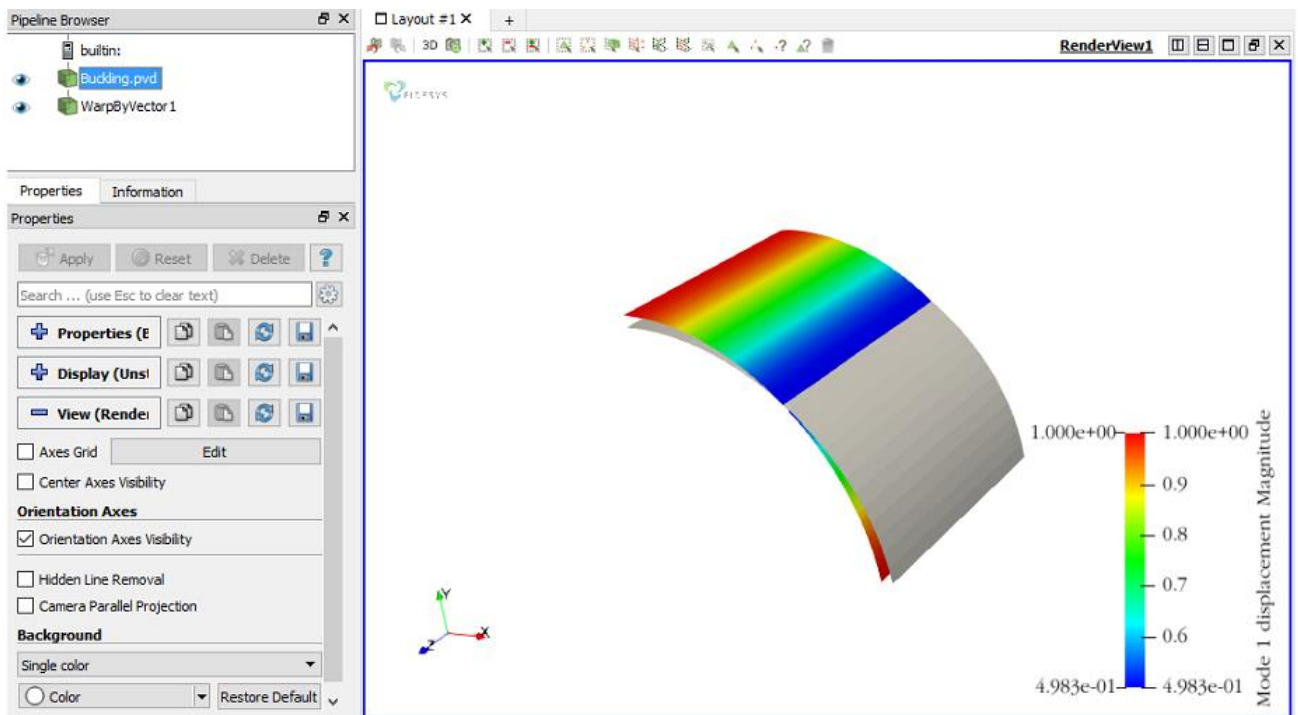 Pipeline Browser
builtin:
Buckling.pvd
WarpByVector1
Properties Information
Properties
Apply Reset Delete ?
Search ... (use Esc to clear text)
Properties (B
Display (Unst
View (Render
Axes Grid Edit
Center Axes Visibility
Orientation Axes
Orientation Axes Visibility
Hidden Line Removal
Camera Parallel Projection
Background
Single color
Color Restore Default
Layout #1 +
3D
RenderView1
Y
X
Z
1.000e+00 1.000e+00
0.9
0.8
0.7
0.6
4.983e-01 4.983e-01
Mode 1 displacement Magnitude